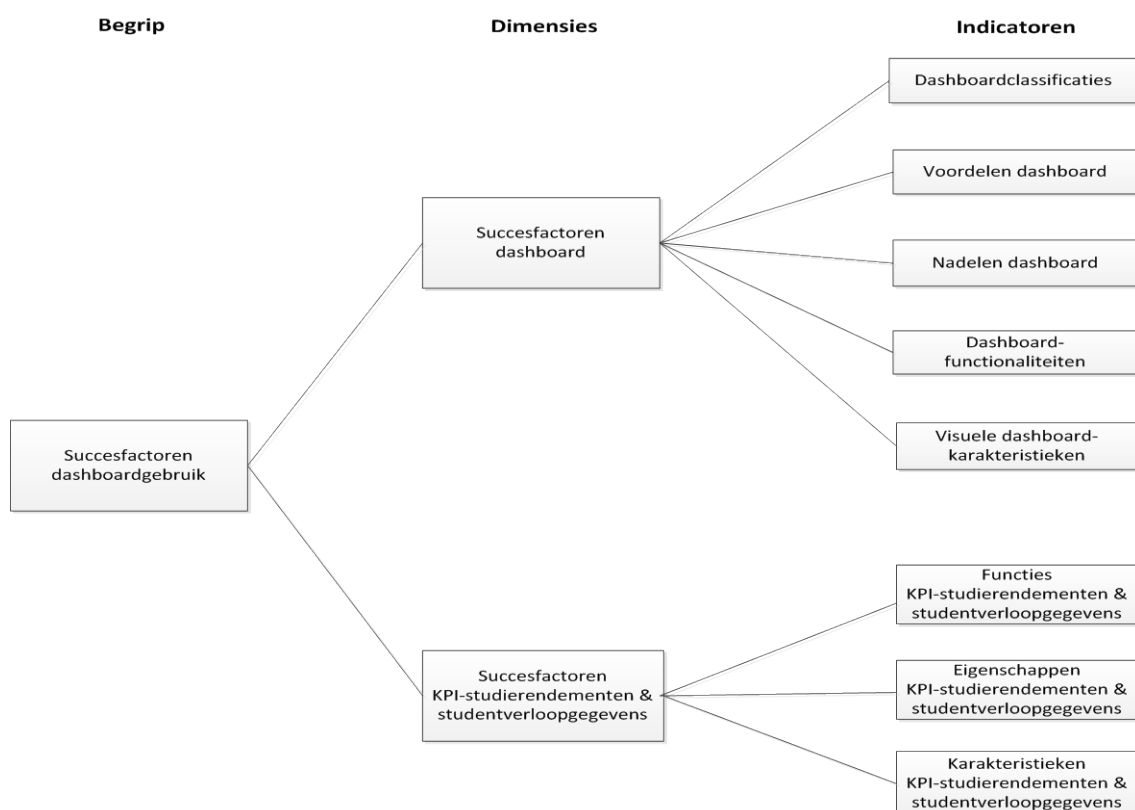 Begrip
Dimensies
Indicatoren
Dashboardclassificaties
Voordelen dashboard
Succesfactoren
dashboard
Nadelen dashboard
Dashboard-
functionaliteiten
Succesfactoren
dashboardgebruik
Visuele dashboard-
karakteristieken
Functies
KPI-studierendementen &
studentverloopgegevens
Succesfactoren
KPI-studierendementen &
studentverloopgegevens
Eigenschappen
KPI-studierendementen &
studentverloopgegevens
Karakteristieken
KPI-studierendementen &
studentverloopgegevens